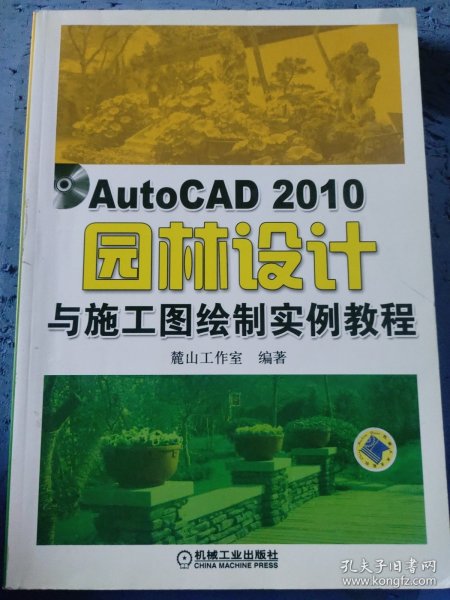 AutoCAD 2010
园林设计
与施工图绘制实例教程
麓山工作室 编著
机械工业出版社
CHINA MACHINE PRESS
孔夫子旧书网
www.kongfz.com